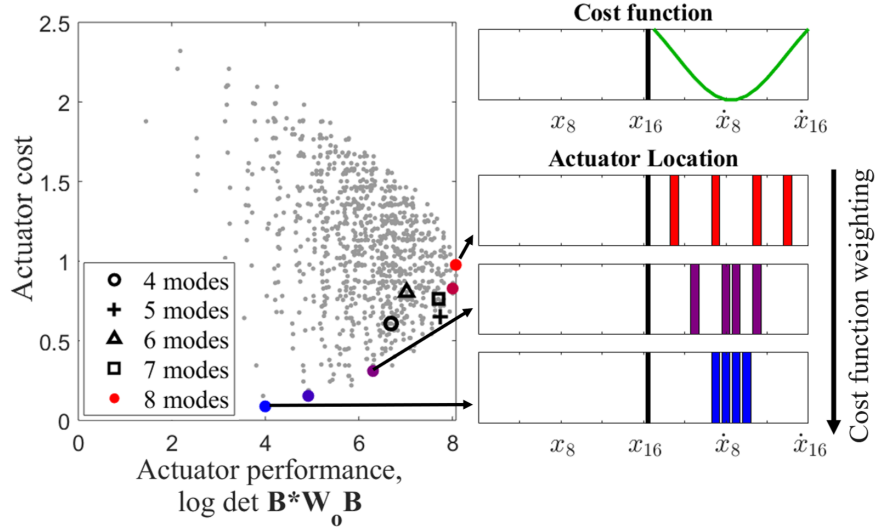 Cost function
2.5
2
1.5
1
0.5
0
0
2
4
6
8
Actuator cost
Actuator performance,
log det B*WₒB
4 modes
5 modes
6 modes
7 modes
8 modes
x₈
x₁₆
ẋ₈
ẋ₁₆
Actuator Location
x₈
x₁₆
ẋ₈
ẋ₁₆
Cost function weighting